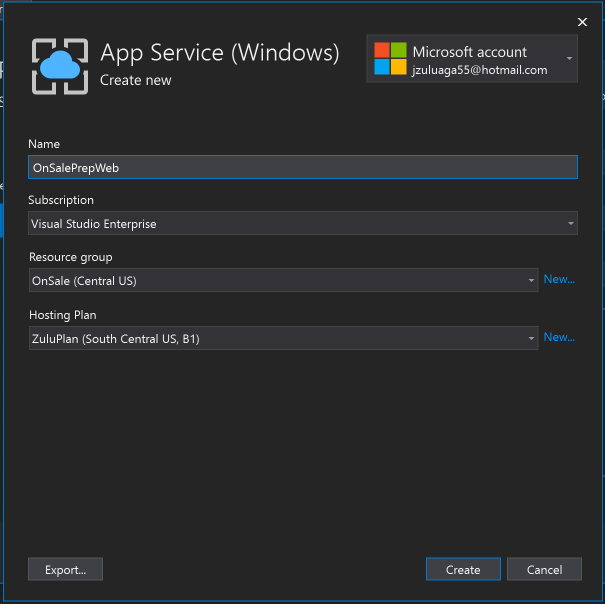 App Service (Windows)
Create new
Microsoft account
jzuluaga55@hotmail.com
Name
OnSalePrepWeb
Subscription
Visual Studio Enterprise
Resource group
OnSale (Central US)
New...
Hosting Plan
ZuluPlan (South Central US, B1)
New...
Export...
Create
Cancel